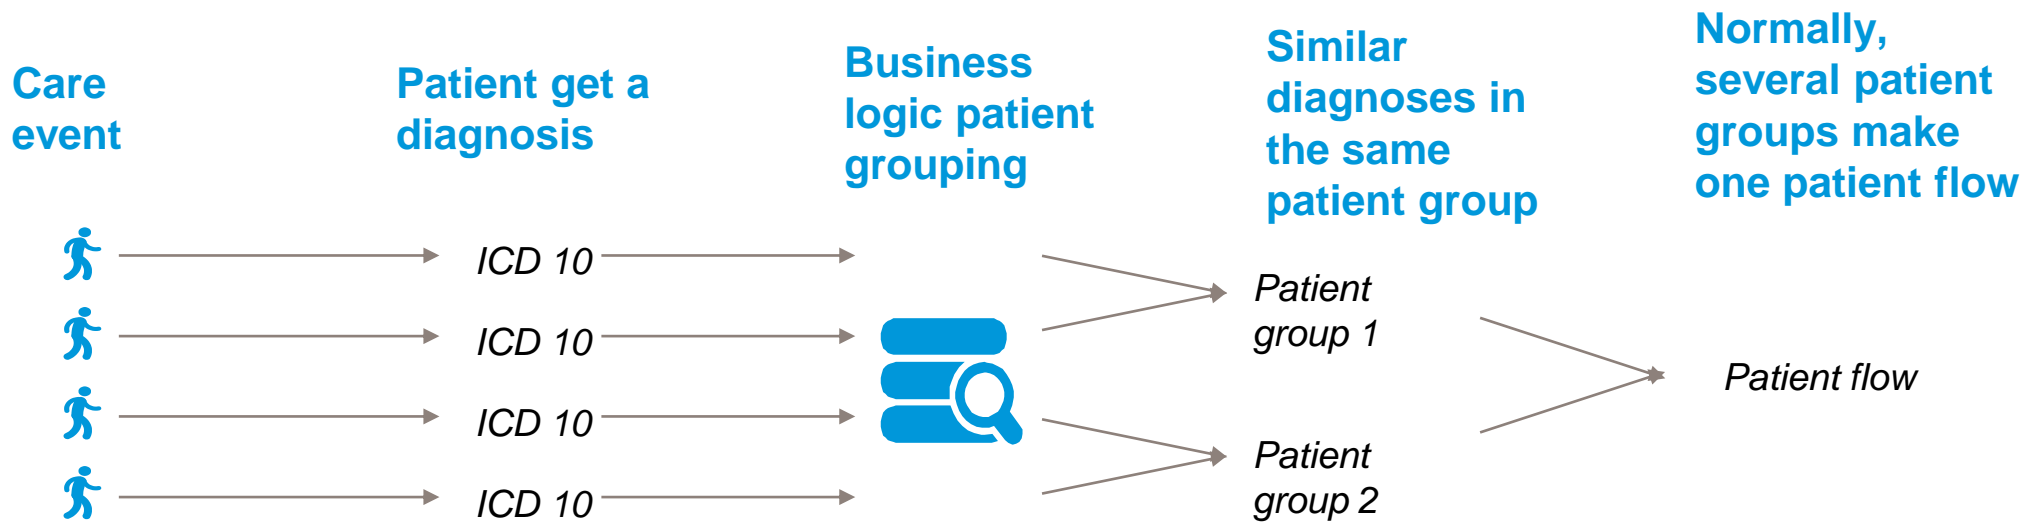 Care
event
Patient get a
diagnosis
Business
logic patient
grouping
Similar
diagnoses in
the same
patient group
Normally,
several patient
groups make
one patient flow
ICD 10
ICD 10
ICD 10
ICD 10
Patient
group 1
Patient
group 2
Patient flow